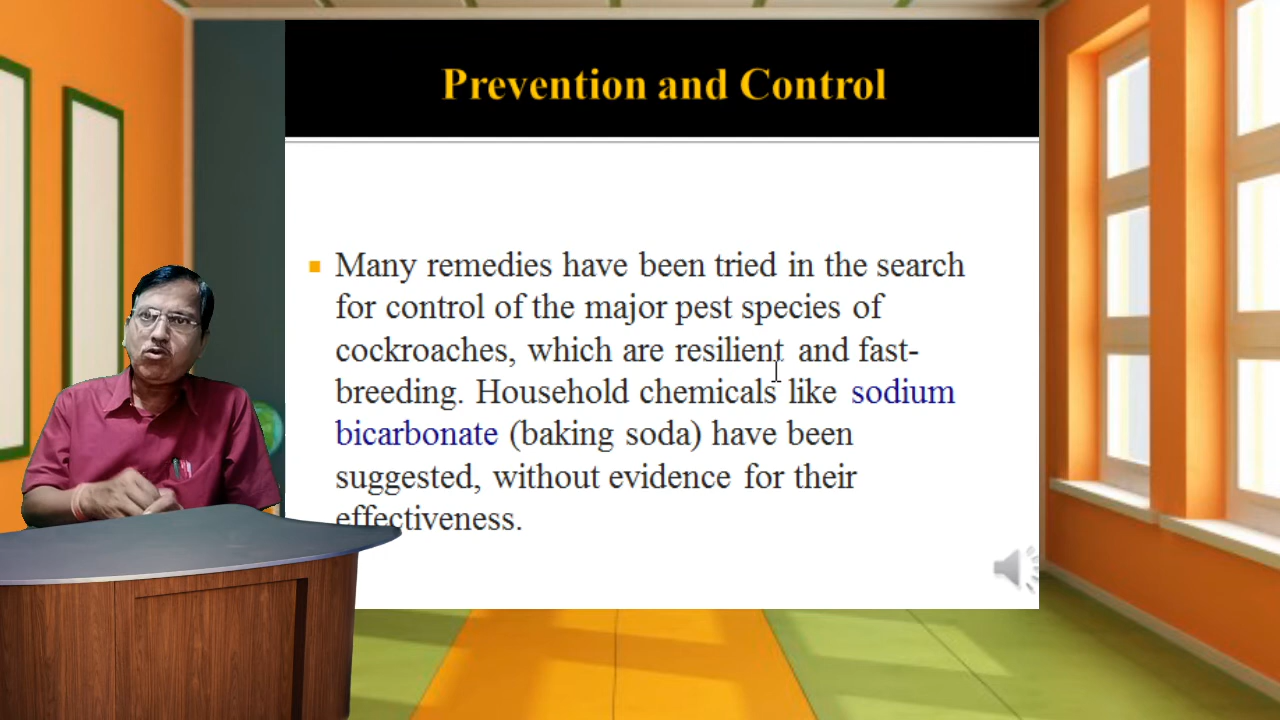 Prevention and Control
Many remedies have been tried in the search
for control of the major pest species of
cockroaches, which are resilient and fast-
breeding. Household chemicals like sodium
bicarbonate (baking soda) have been
suggested, without evidence for their
effectiveness.